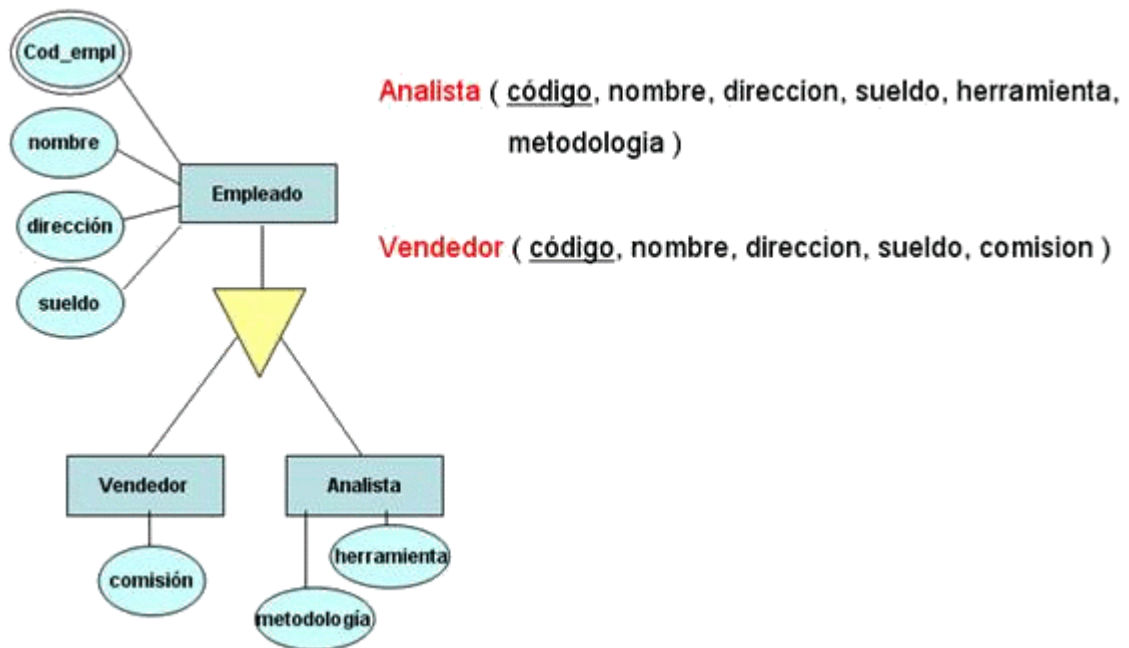 Cod_empl
nombre
dirección
sueldo
Empleado
Vendedor
Analista
comisión
herramienta
metodología
Analista ( código, nombre, direccion, sueldo, herramienta,
metodologia )
Vendedor ( código, nombre, direccion, sueldo, comision )